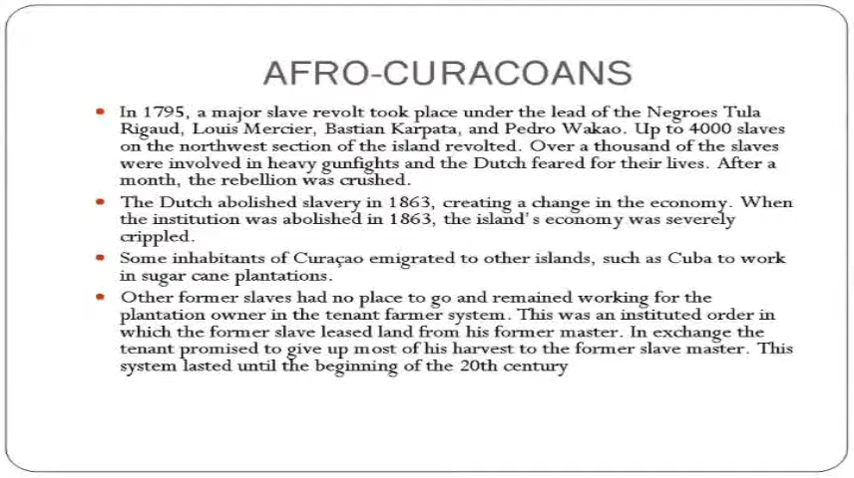 AFRO-CURACOANS
• In 1795, a major slave revolt took place under the lead of the Negroes Tula
Rigaud, Louis Mercier, Bastian Karpata, and Pedro Wakao. Up to 4000 slaves
on the northwest section of the island revolted. Over a thousand of the slaves
were involved in heavy gunfights and the Dutch feared for their lives. After a
month, the rebellion was crushed.
• The Dutch abolished slavery in 1863, creating a change in the economy. When
the institution was abolished in 1863, the island's economy was severely
crippled.
• Some inhabitants of Curaçao emigrated to other islands, such as Cuba to work
in sugar cane plantations.
• Other former slaves had no place to go and remained working for the
plantation owner in the tenant farmer system. This was an instituted order in
which the former slave leased land from his former master. In exchange the
tenant promised to give up most of his harvest to the former slave master. This
system lasted until the beginning of the 20th century